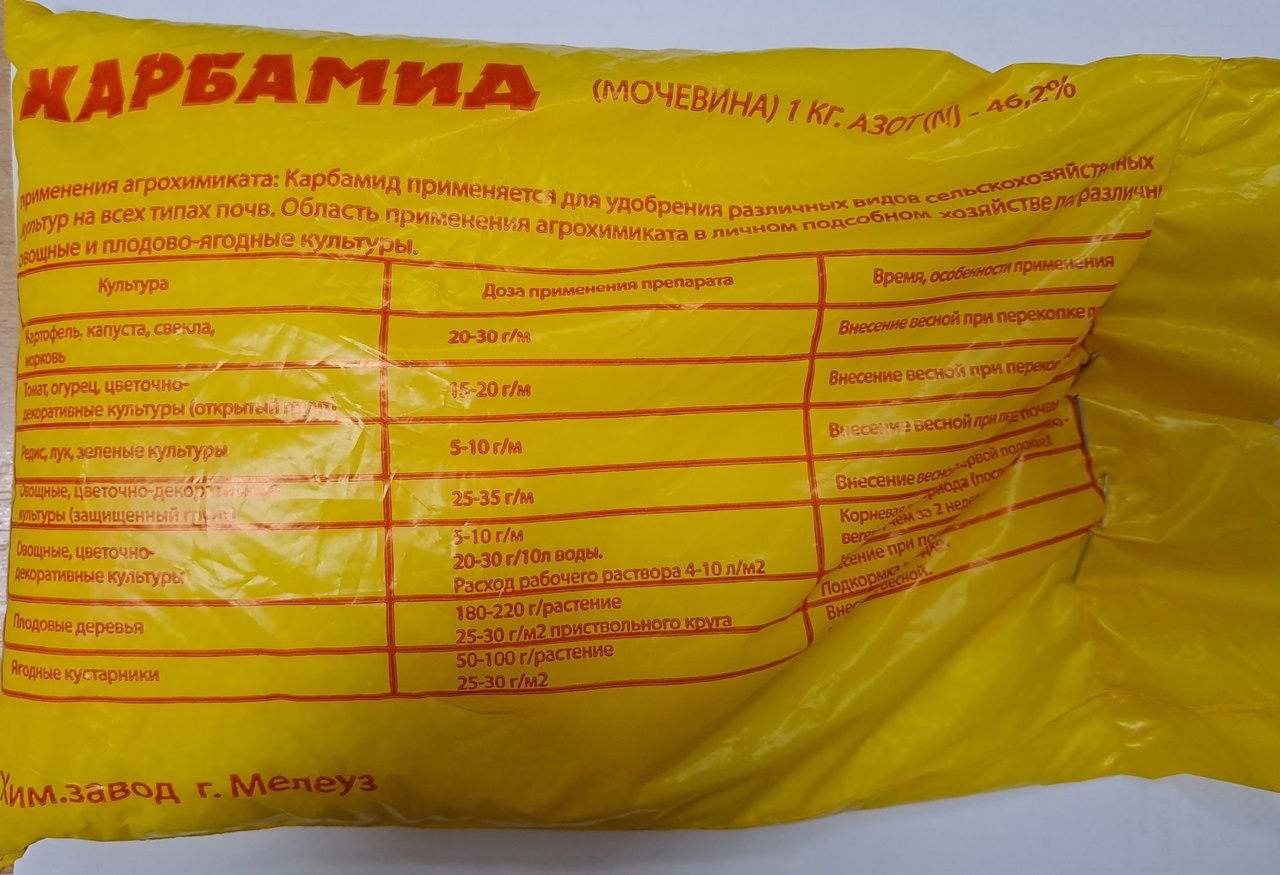 КАРБАМИД (МОЧЕВИНА) 1 КГ. АЗОТ (N) - 46,2%
применения агрохимиката: Карбамид применяется для удобрения различных видов сельскохозяйственных
культур на всех типах почв. Область применения агрохимиката в личном подсобном хозяйстве
овощные и плодово-ягодные культуры.
Культура Доза применения препарата Время, особенности применения
Картофель, капуста, свекла, 20-30 г/м Внесение весной при перекопке
морковь
Томат, огурец, цветочно- 15-20 г/м Внесение весной при
декоративные культуры (открытый грунт)
Редис, лук, зеленые культуры 5-10 г/м Внесение весной при
Овощные, цветочно-декоративные 25-35 г/м Внесение
культуры (защищенный грунт)
Овощные, цветочно- 5-10 г/м Корневая
декоративные культуры 20-30 г/10л воды.
Расход рабочего раствора 4-10 л/м2
Плодовые деревья 180-220 г/растение Подкормка
25-30 г/м2 приствольного круга
Ягодные кустарники 50-100 г/растение
25-30 г/м2
Хим.завод г. Мелеуз